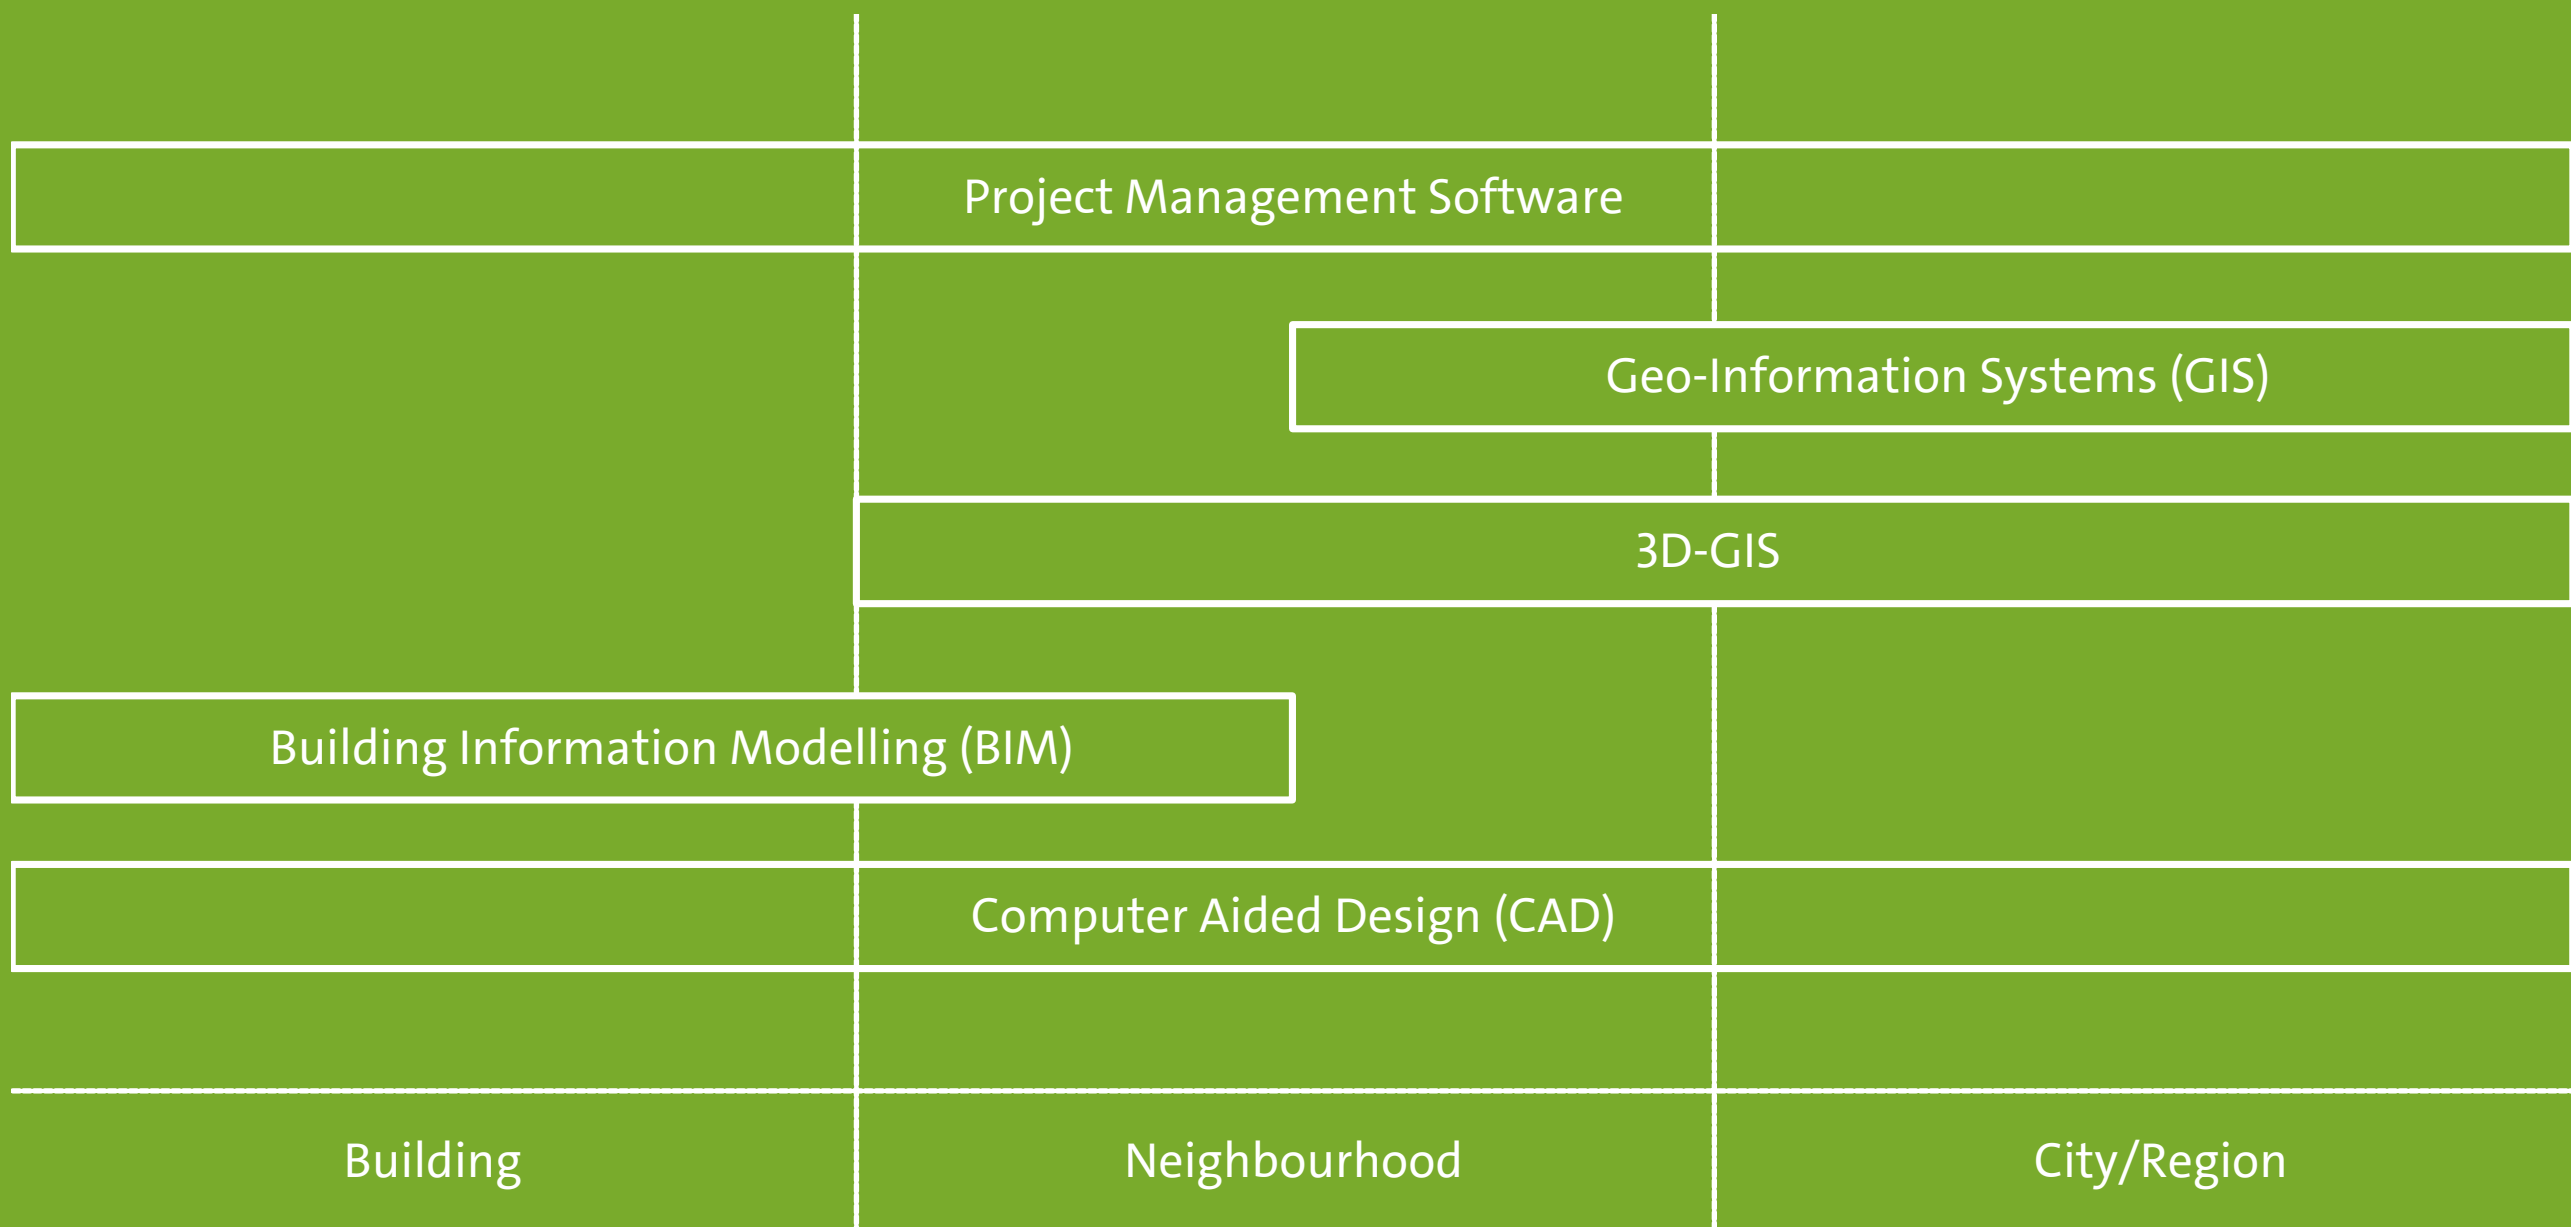 Project Management Software
Geo-Information Systems (GIS)
3D-GIS
Building Information Modelling (BIM)
Computer Aided Design (CAD)
Building
Neighbourhood
City/Region